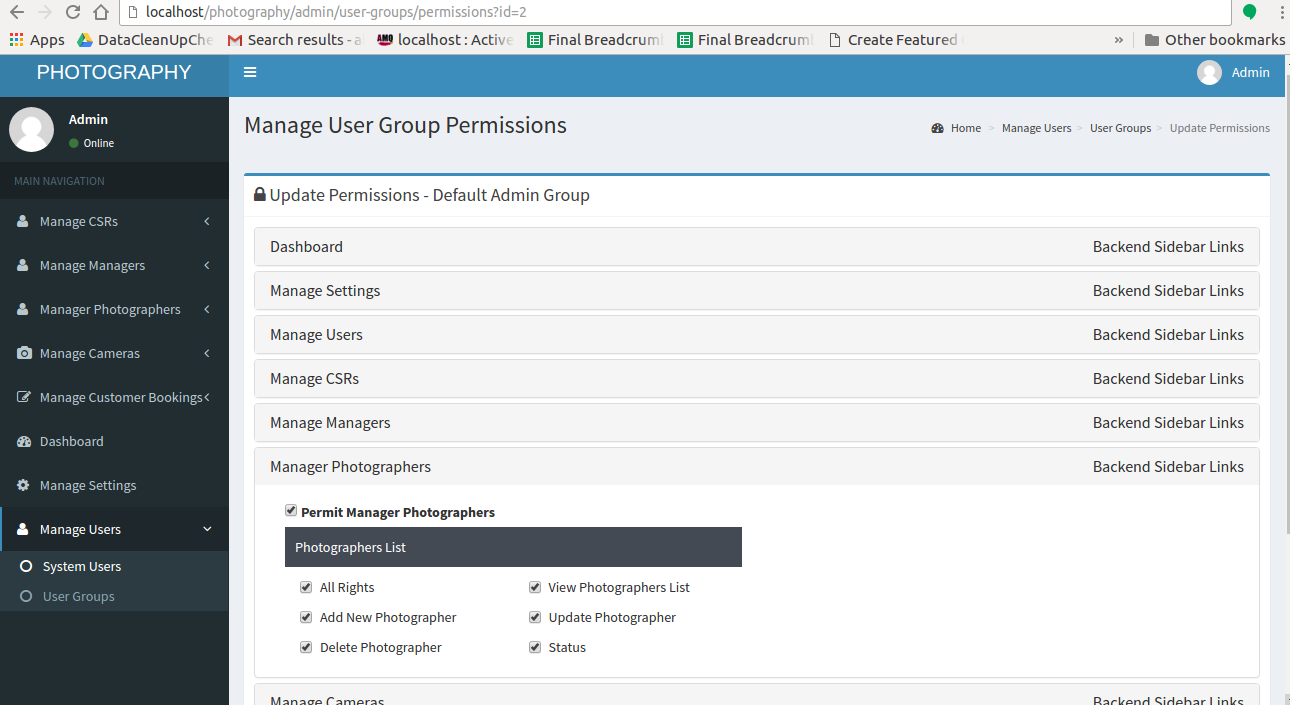 localhost/photography/admin/user-groups/permissions?id=2
Apps DataCleanUpChe Search results - a localhost : Active Final Breadcrum Final Breadcrum Create Featured » Other bookmarks
PHOTOGRAPHY
Admin
Admin
Online
MAIN NAVIGATION
Manage CSRs
Manage Managers
Manager Photographers
Manage Cameras
Manage Customer Bookings
Dashboard
Manage Settings
Manage Users
System Users
User Groups
Manage User Group Permissions
Home > Manage Users > User Groups > Update Permissions
Update Permissions - Default Admin Group
Dashboard Backend Sidebar Links
Manage Settings Backend Sidebar Links
Manage Users Backend Sidebar Links
Manage CSRs Backend Sidebar Links
Manage Managers Backend Sidebar Links
Manager Photographers Backend Sidebar Links
Permit Manager Photographers
Photographers List
All Rights View Photographers List
Add New Photographer Update Photographer
Delete Photographer Status
Manage Cameras Backend Sidebar Links